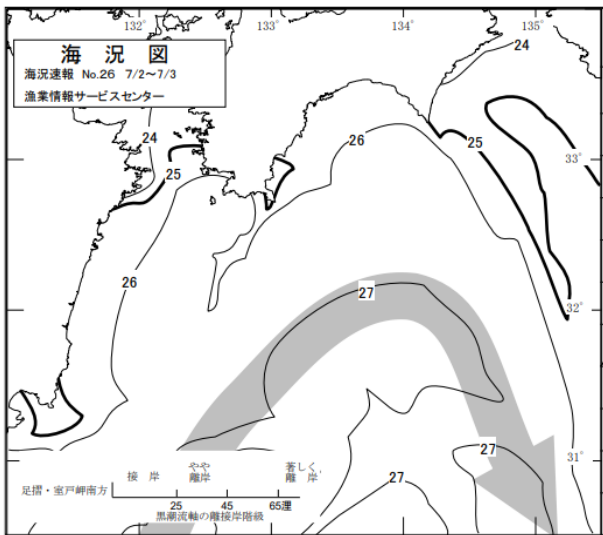 132° 133° 134° 135°
海 況 図
海況速報 No.26 7/2~7/3
漁業情報サービスセンター
24
24
25
26
25
33°
26
27
32°
27
31°
27
接 岸
やや
離岸
著しく
離 岸
足摺・室戸岬南方
25 45 65浬
黒潮流軸の離接岸階級